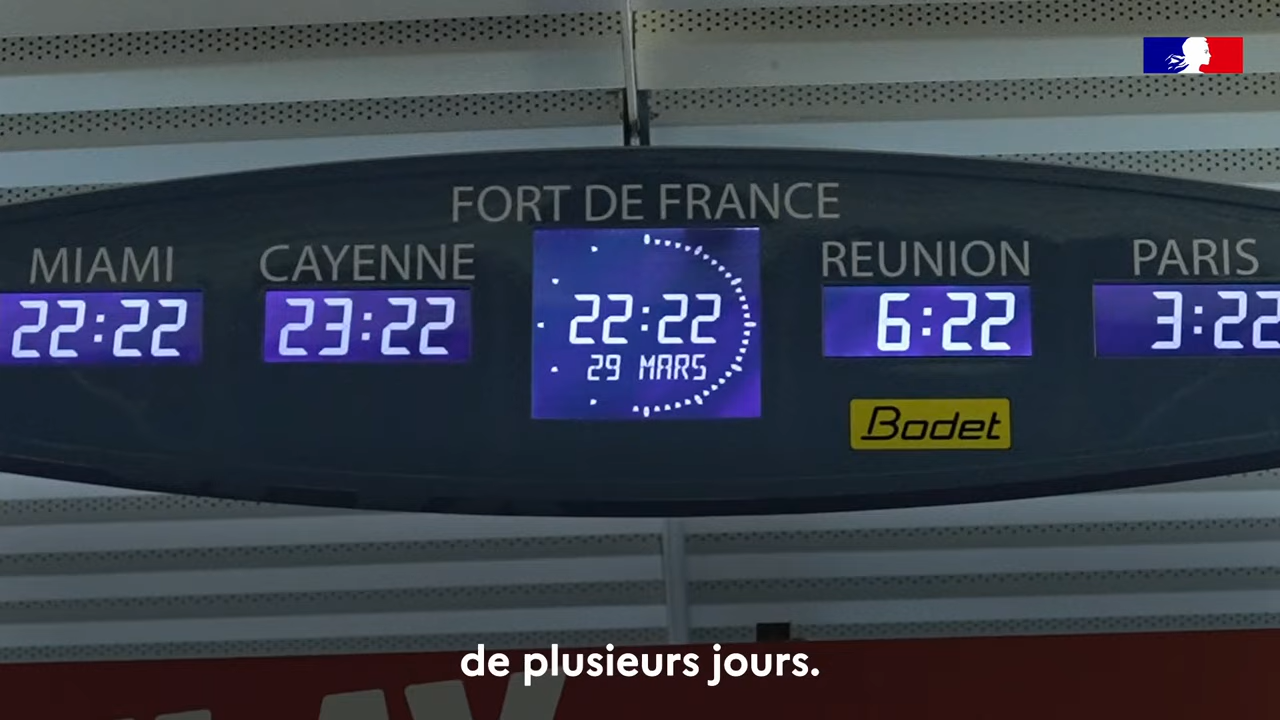 FORT DE FRANCE
MIAMI CAYENNE REUNION PARIS
22:22 23:22 22:22 6:22 3:22
29 MARS
Bodet
de plusieurs jours.